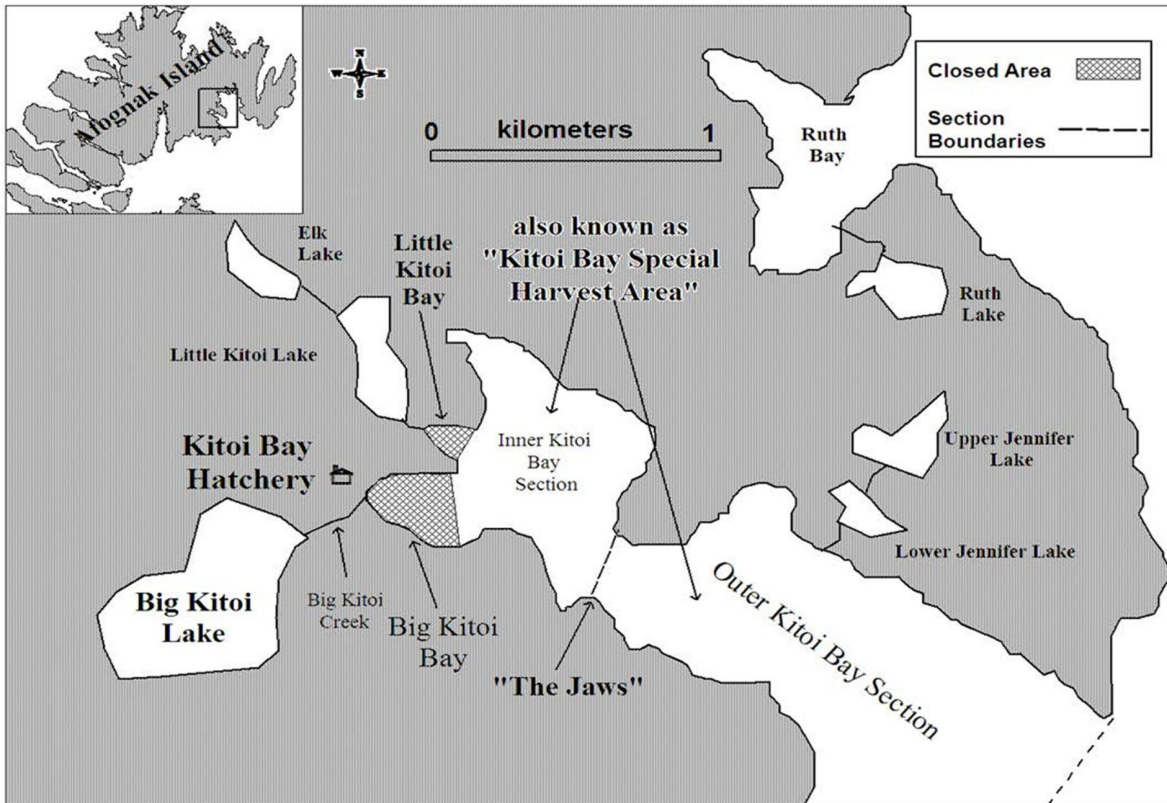 Afognak Island
N
W E
S
0 kilometers 1
Closed Area
Section
Boundaries
Ruth
Bay
also known as
"Kitoi Bay Special
Harvest Area"
Elk
Lake
Little
Kitoi
Bay
Ruth
Lake
Little Kitoi Lake
Inner Kitoi
Bay
Section
Upper Jennifer
Lake
Kitoi Bay
Hatchery
Lower Jennifer Lake
Big Kitoi
Lake
Big Kitoi
Creek
Big Kitoi
Bay
"The Jaws"
Outer Kitoi Bay Section